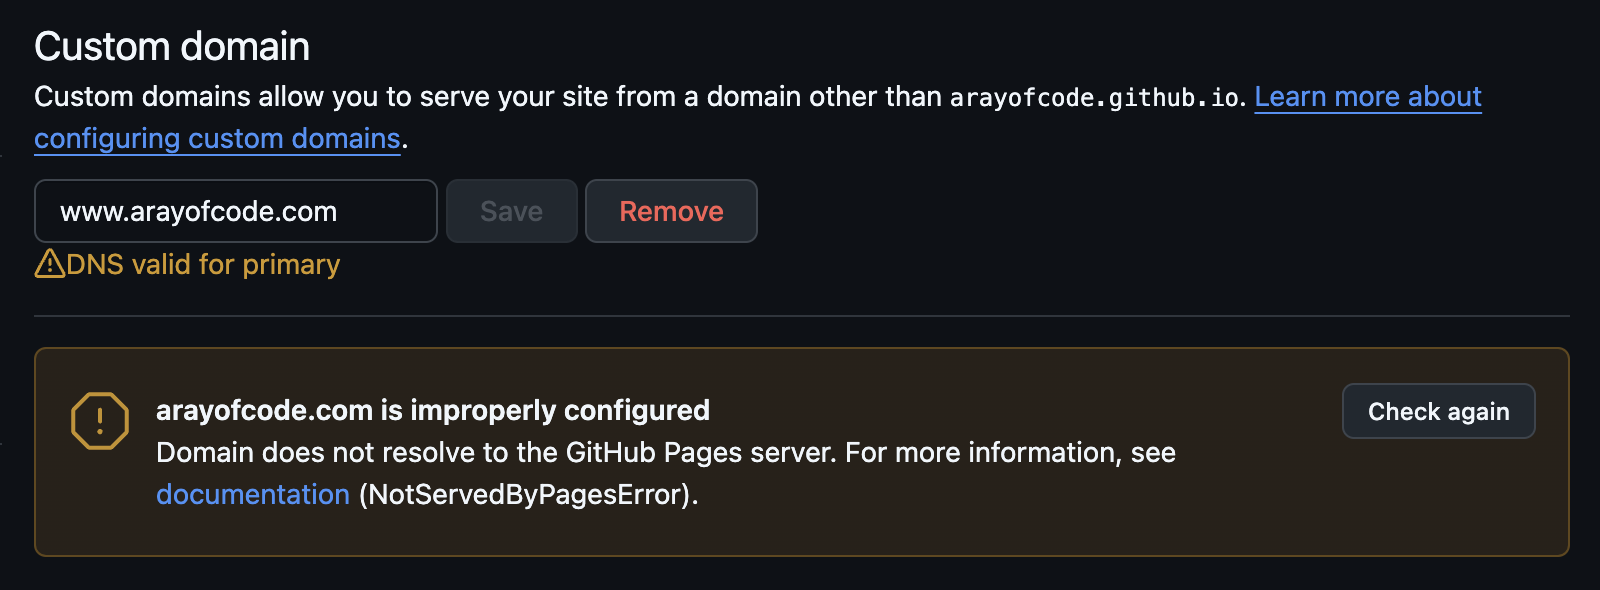 Custom domain
Custom domains allow you to serve your site from a domain other than arayofcode.github.io. Learn more about
configuring custom domains.
www.arayofcode.com Save Remove
DNS valid for primary
arayofcode.com is improperly configured
Check again
Domain does not resolve to the GitHub Pages server. For more information, see
documentation (NotServedByPagesError).